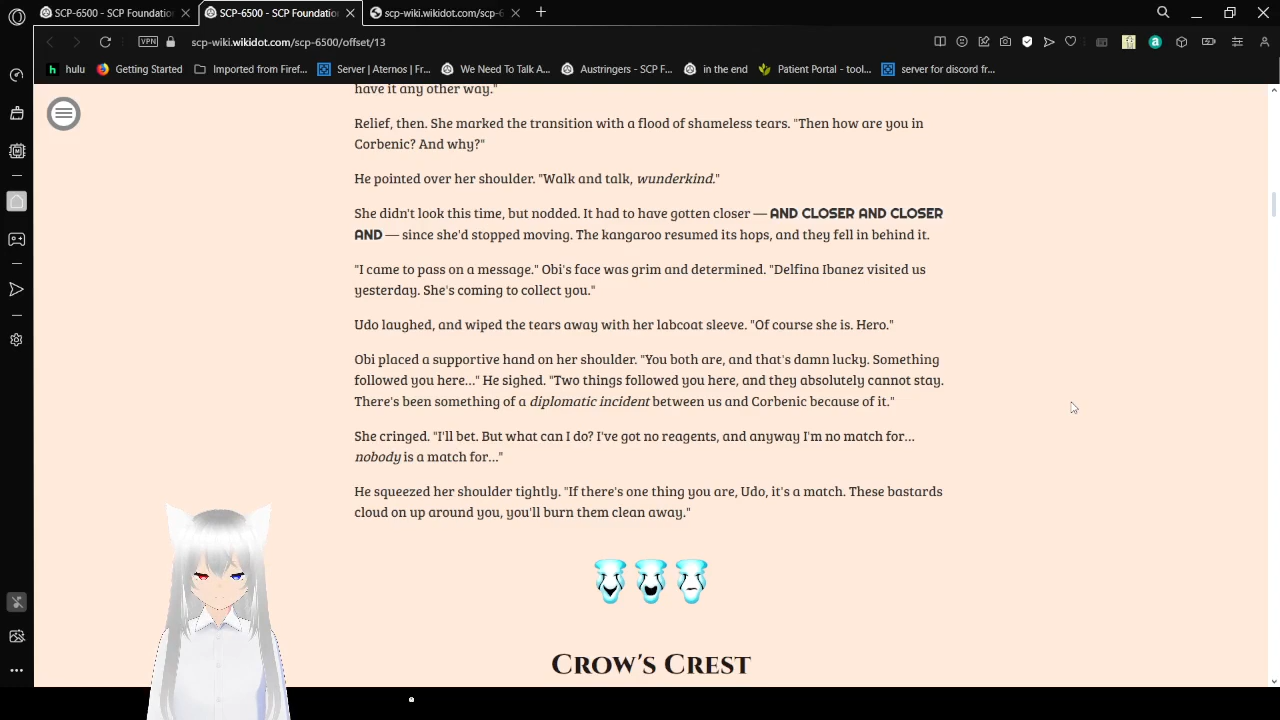 SCP-6500 - SCP Foundatio
SCP-6500 - SCP Foundatio
scp-wiki.wikidot.com/scp-6
VPN
scp-wiki.wikidot.com/scp-6500/offset/13
hulu
Getting Started
Imported from Firef...
Server | Aternos | Fr...
We Need To Talk A...
Austringers - SCP F...
in the end
Patient Portal - tool...
server for discord fr...
have it any other way."
Relief, then. She marked the transition with a flood of shameless tears. "Then how are you in
Corbenic? And why?"
He pointed over her shoulder. "Walk and talk, wunderkind."
She didn't look this time, but nodded. It had to have gotten closer — AND CLOSER AND CLOSER
AND — since she'd stopped moving. The kangaroo resumed its hops, and they fell in behind it.
"I came to pass on a message." Obi's face was grim and determined. "Delfina Ibanez visited us
yesterday. She's coming to collect you."
Udo laughed, and wiped the tears away with her labcoat sleeve. "Of course she is. Hero."
Obi placed a supportive hand on her shoulder. "You both are, and that's damn lucky. Something
followed you here..." He sighed. "Two things followed you here, and they absolutely cannot stay.
There's been something of a diplomatic incident between us and Corbenic because of it."
She cringed. "I'll bet. But what can I do? I've got no reagents, and anyway I'm no match for...
nobody is a match for..."
He squeezed her shoulder tightly. "If there's one thing you are, Udo, it's a match. These bastards
cloud on up around you, you'll burn them clean away."
Crow's Crest